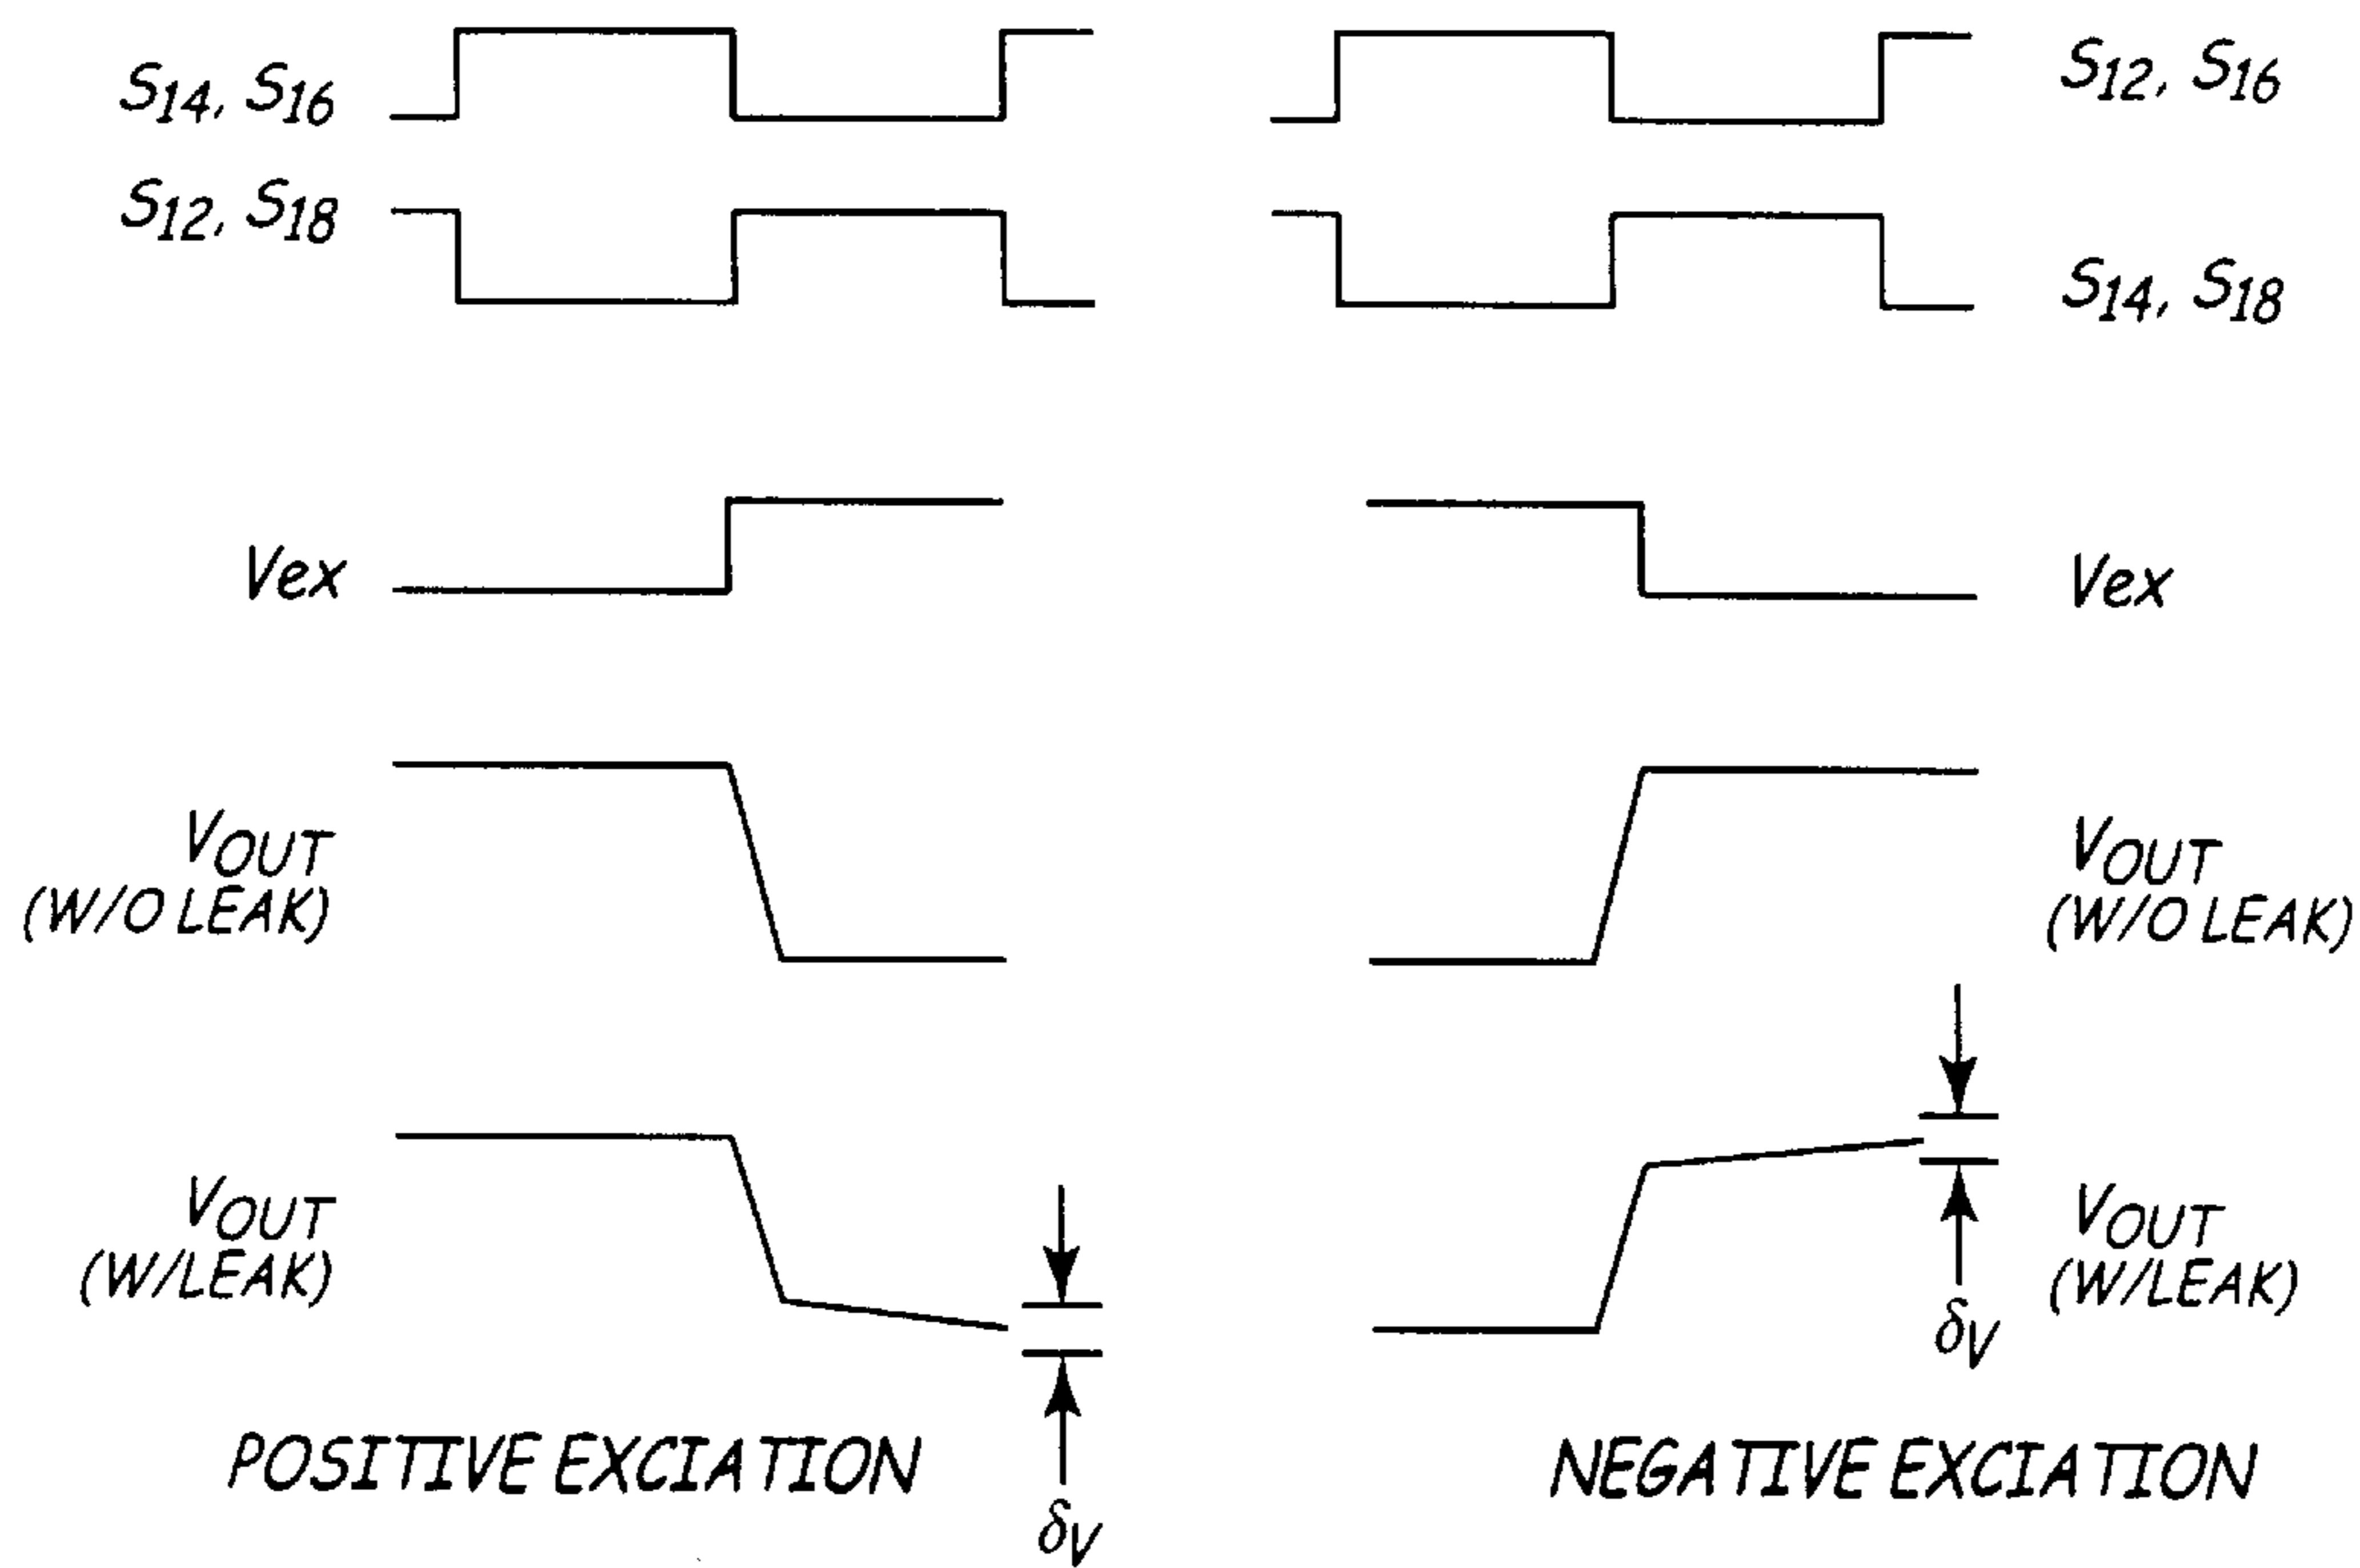 S14, S16
S12, S18
Vex
VOUT
(W/O LEAK)
VOUT
(W/LEAK)
δV
POSITIVE EXCIATION
S12, S16
S14, S18
Vex
VOUT
(W/O LEAK)
VOUT
(W/LEAK)
δV
NEGATIVE EXCIATION